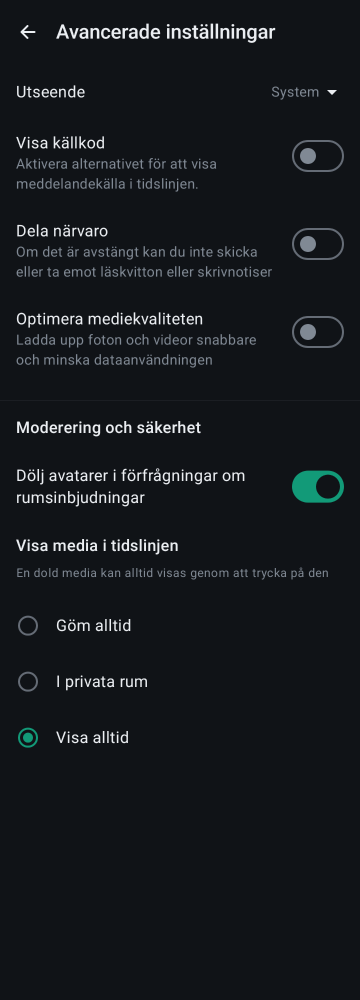 Avancerade inställningar
Utseende
System
Visa källkod
Aktivera alternativet för att visa
meddelandekälla i tidslinjen.
Dela närvaro
Om det är avstängt kan du inte skicka
eller ta emot läskvitton eller skrivnotiser
Optimera mediekvaliteten
Ladda upp foton och videor snabbare
och minska dataanvändningen
Moderering och säkerhet
Dölj avatarer i förfrågningar om
rumsinbjudningar
Visa media i tidslinjen
En dold media kan alltid visas genom att trycka på den
Göm alltid
I privata rum
Visa alltid